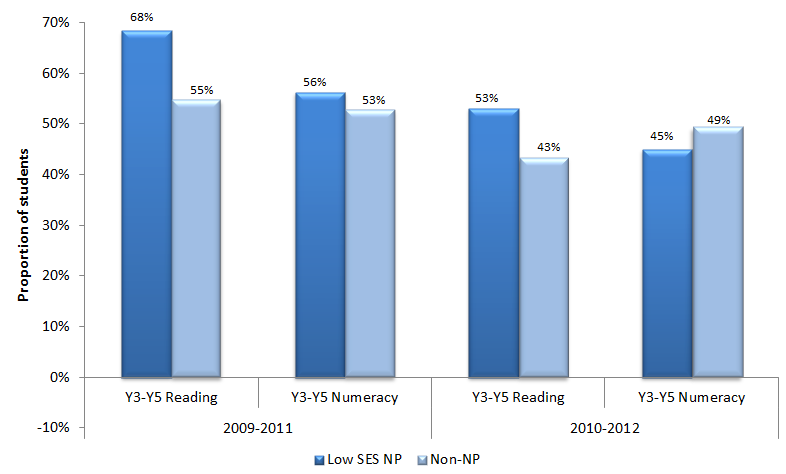 70%
60%
50%
40%
30%
20%
10%
0%
-10%
Proportion of students
68%
55%
56%
53%
53%
43%
45%
49%
Y3-Y5 Reading
Y3-Y5 Numeracy
Y3-Y5 Reading
Y3-Y5 Numeracy
2009-2011
2010-2012
Low SES NP
Non-NP